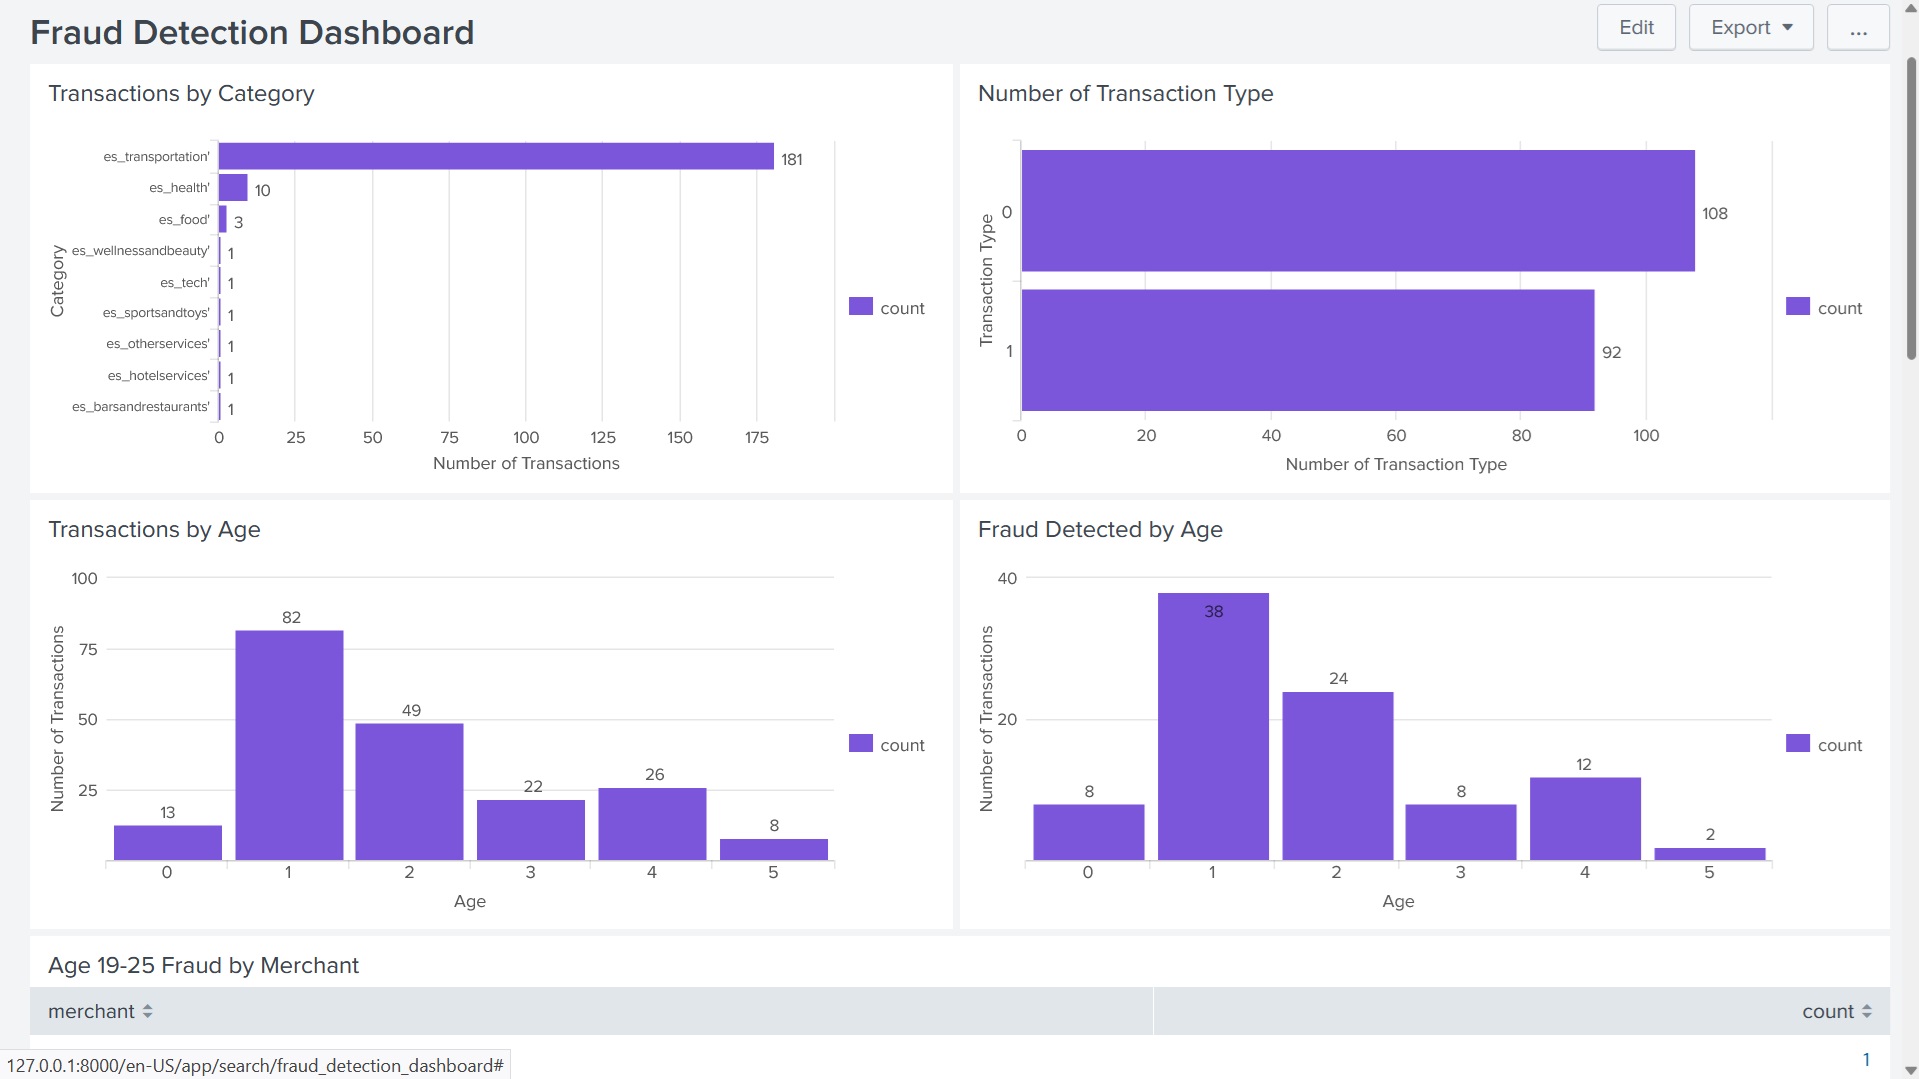 Fraud Detection Dashboard
Edit
Export
...
Transactions by Category
Category
es_transportation'
181
es_health'
10
es_food'
3
es_wellnessandbeauty'
1
es_tech'
1
es_sportsandtoys'
1
es_otherservices'
1
es_hotelservices'
1
es_barsandrestaurants'
1
0 25 50 75 100 125 150 175
Number of Transactions
count
Number of Transaction Type
Transaction Type
0
108
1
92
0 20 40 60 80 100
Number of Transaction Type
count
Transactions by Age
Number of Transactions
100
75
50
25
13
82
49
22
26
8
0 1 2 3 4 5
Age
count
Fraud Detected by Age
Number of Transactions
40
20
8
38
24
8
12
2
0 1 2 3 4 5
Age
count
Age 19-25 Fraud by Merchant
merchant count
1
127.0.0.1:8000/en-US/app/search/fraud_detection_dashboard#